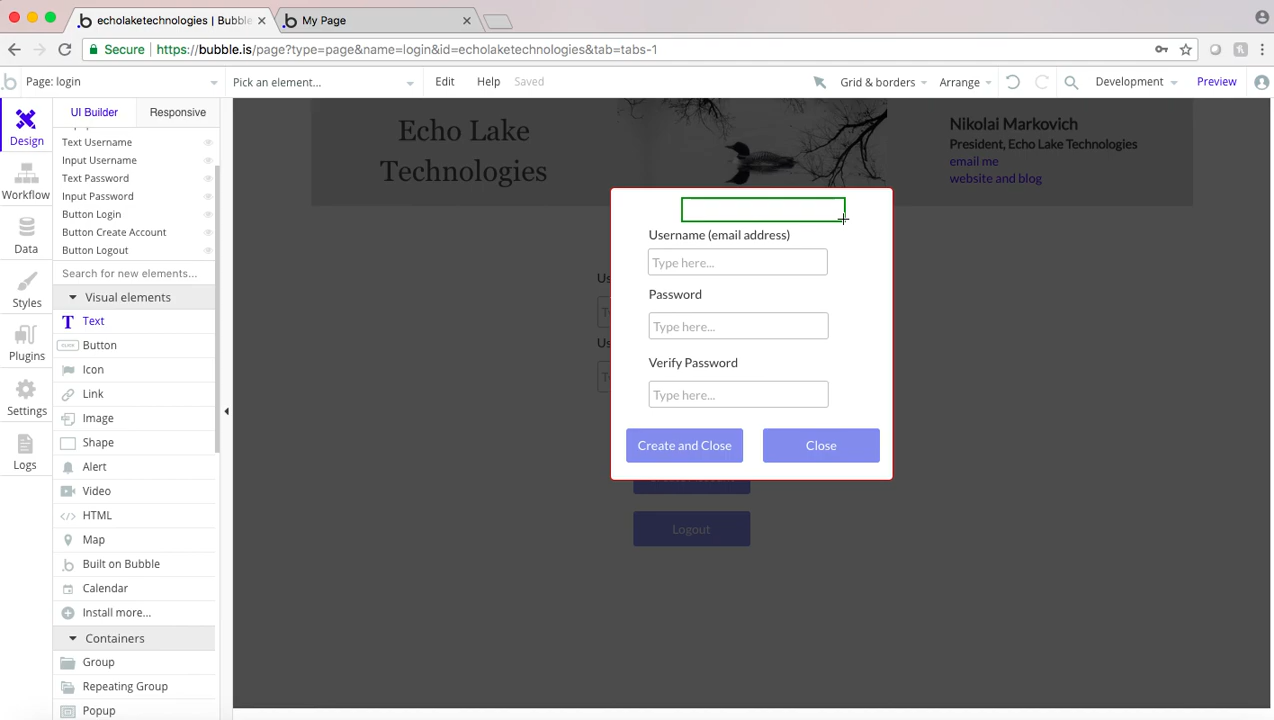 echolaketechnologies | Bubble
My Page
Secure
https://bubble.is/page?type=page&name=login&id=echolaketechnologies&tab=tabs-1
Page: login
Pick an element...
Edit
Help
Saved
Grid & borders
Arrange
Development
Preview
Design
Workflow
Data
Styles
Plugins
Settings
Logs
UI Builder
Responsive
Text Username
Input Username
Text Password
Input Password
Button Login
Button Create Account
Button Logout
Search for new elements...
Visual elements
Text
Button
Icon
Link
Image
Shape
Alert
Video
HTML
Map
Built on Bubble
Calendar
Install more...
Containers
Group
Repeating Group
Popup
Echo Lake
Technologies
Nikolai Markovich
President, Echo Lake Technologies
email me
website and blog
Username (email address)
Type here...
Password
Type here...
Verify Password
Type here...
Create and Close
Close
Logout